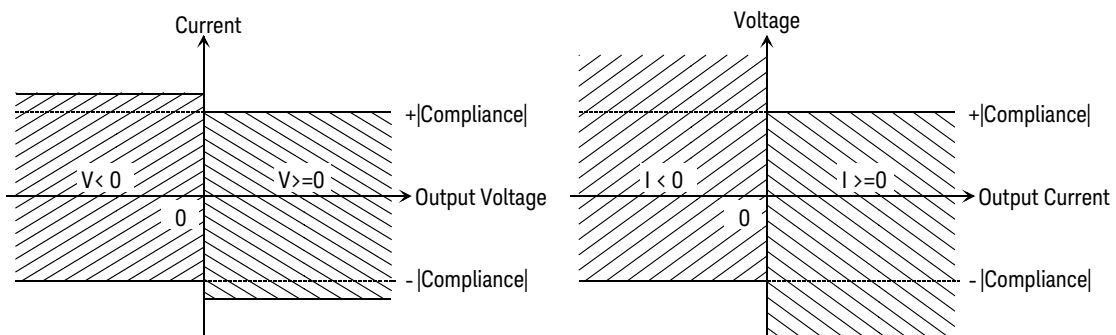 Current
+|Compliance|
V< 0
V>=0
Output Voltage
0
- |Compliance|
Voltage
+|Compliance|
I < 0
I >=0
Output Current
0
- |Compliance|